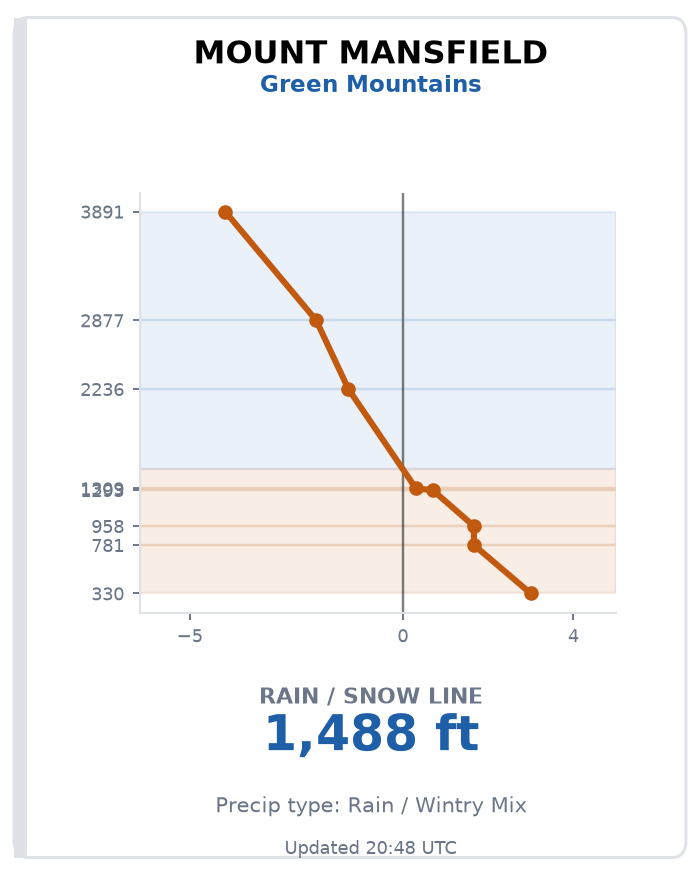 MOUNT MANSFIELD
Green Mountains
3891
2877
2236
958
781
330
−5 0 4
RAIN / SNOW LINE
1,488 ft
Precip type: Rain / Wintry Mix
Updated 20:48 UTC